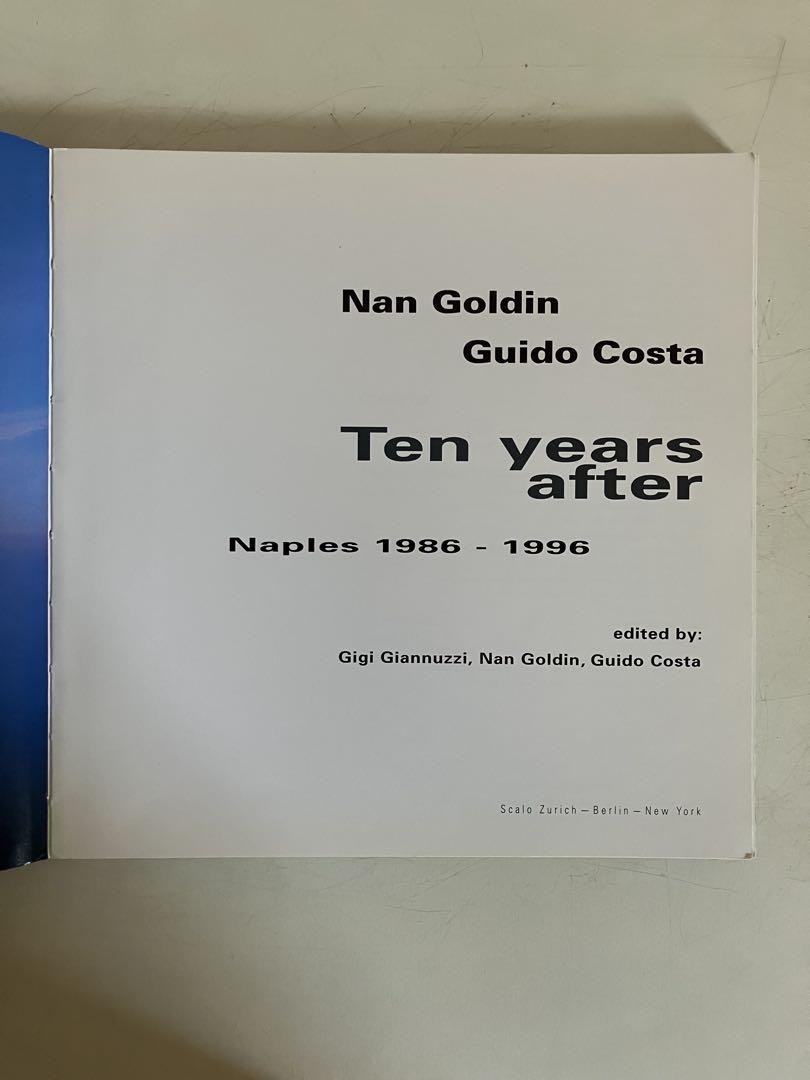 Nan Goldin
Guido Costa
Ten years
after
Naples 1986 - 1996
edited by:
Gigi Giannuzzi, Nan Goldin, Guido Costa
Scalo Zurich – Berlin – New York